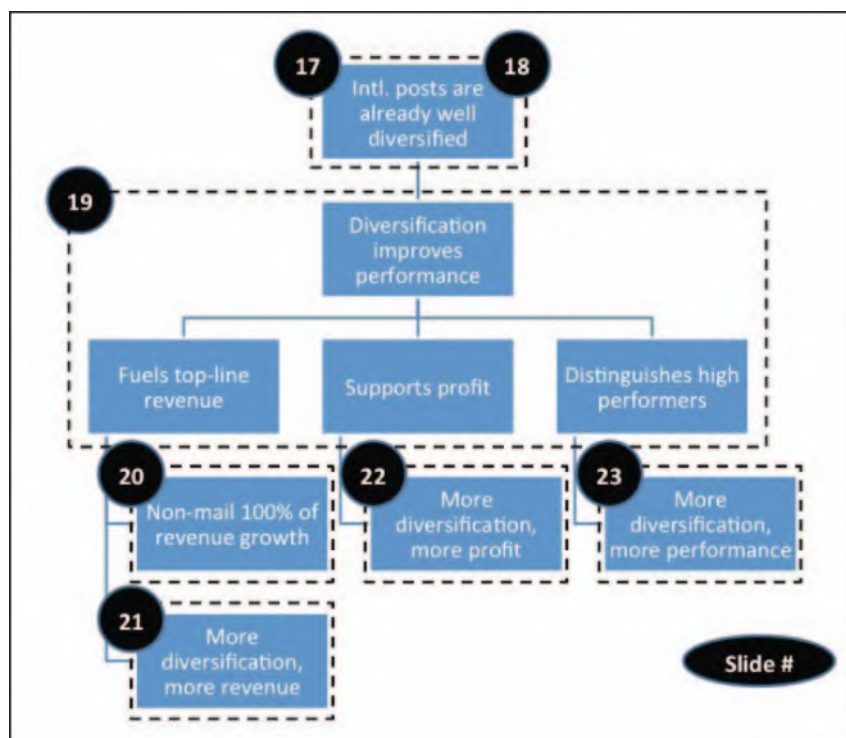 17
18
Intl. posts are
already well
diversified
19
Diversification
improves
performance
Fuels top-line
revenue
Supports profit
Distinguishes high
performers
20
Non-mail 100% of
revenue growth
22
More
diversification,
more profit
23
More
diversification,
more performance
21
More
diversification,
more revenue
Slide #